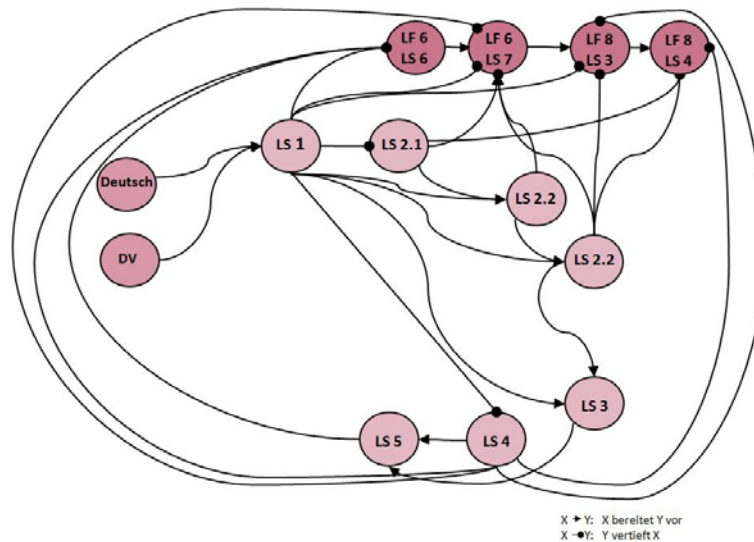 LF 6
LS 6
LF 6
LS 7
LF 8
LS 3
LF 8
LS 4
LS 1
LS 2.1
Deutsch
LS 2.2
DV
LS 2.2
LS 3
LS 5
LS 4
X → Y: X bereitet Y vor
X —● Y: Y vertieft X